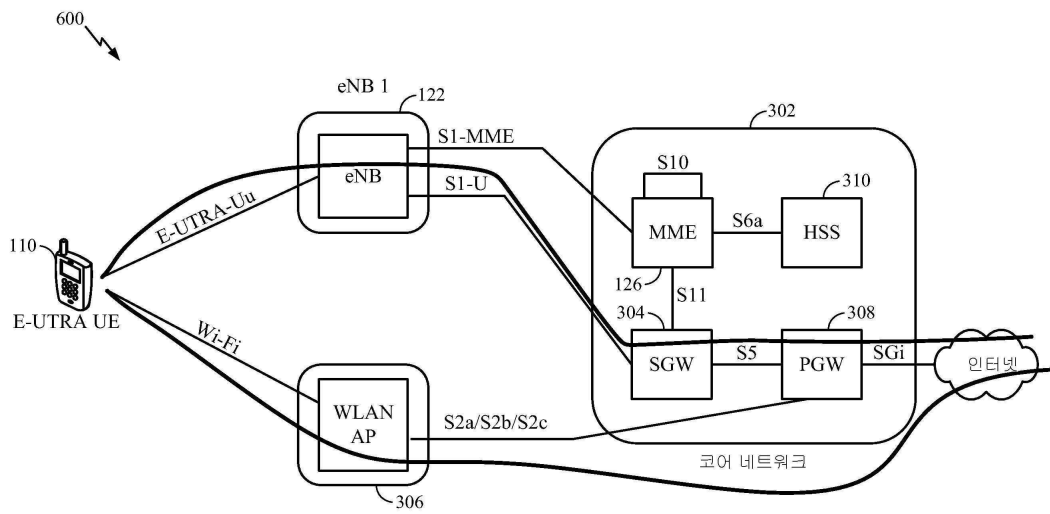 600
eNB 1
122
302
S1-MME
S10
310
eNB
S1-U
E-UTRA-Uu
MME
S6a
HSS
110
126
S11
304
308
E-UTRA UE
Wi-Fi
SGW
S5
PGW
SGi
인터넷
WLAN
AP
S2a/S2b/S2c
코어 네트워크
306